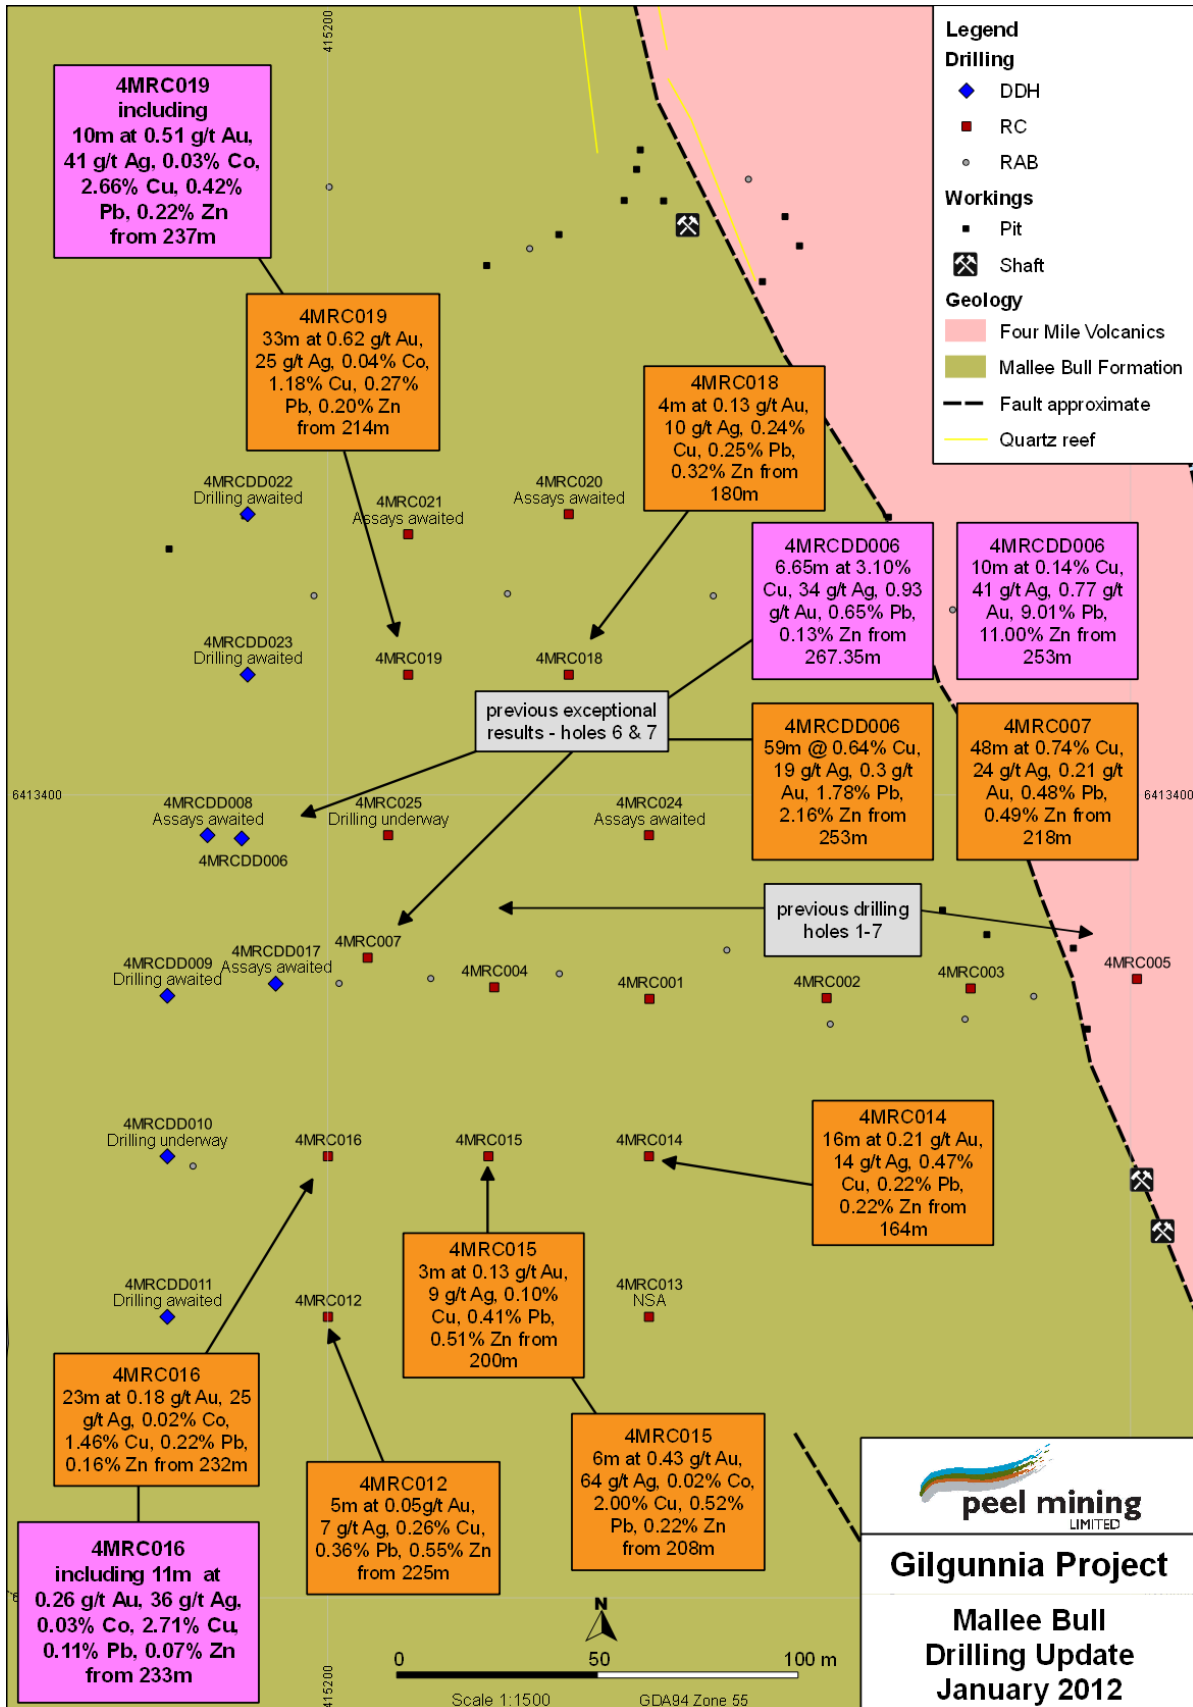 415200
Legend
Drilling
DDH
RC
RAB
Workings
Pit
Shaft
Geology
Four Mile Volcanics
Mallee Bull Formation
Fault approximate
Quartz reef
4MRC019
including
10m at 0.51 g/t Au,
41 g/t Ag, 0.03% Co,
2.66% Cu, 0.42%
Pb, 0.22% Zn
from 237m
4MRC019
33m at 0.62 g/t Au,
25 g/t Ag, 0.04% Co,
1.18% Cu, 0.27%
Pb, 0.20% Zn
from 214m
4MRC018
4m at 0.13 g/t Au,
10 g/t Ag, 0.24%
Cu, 0.25% Pb,
0.32% Zn from
180m
4MRCDD022
Drilling awaited
4MRC021
Assays awaited
4MRC020
Assays awaited
4MRCDD006
6.65m at 3.10%
Cu, 34 g/t Ag, 0.93
g/t Au, 0.65% Pb,
0.13% Zn from
267.35m
4MRCDD006
10m at 0.14% Cu,
41 g/t Ag, 0.77 g/t
Au, 9.01% Pb,
11.00% Zn from
253m
4MRCDD023
Drilling awaited
4MRC019
4MRC018
previous exceptional
results - holes 6 & 7
4MRCDD006
59m @ 0.64% Cu,
19 g/t Ag, 0.3 g/t
Au, 1.78% Pb,
2.16% Zn from
253m
4MRC007
48m at 0.74% Cu,
24 g/t Ag, 0.21 g/t
Au, 0.48% Pb,
0.49% Zn from
218m
6413400
6413400
4MRCDD008
Assays awaited
4MRCDD006
4MRC025
Drilling underway
4MRC024
Assays awaited
previous drilling
holes 1-7
4MRCDD009
Drilling awaited
4MRCDD017
Assays awaited
4MRC007
4MRC004
4MRC001
4MRC002
4MRC003
4MRC005
4MRCDD010
Drilling underway
4MRC016
4MRC015
4MRC014
4MRC014
16m at 0.21 g/t Au,
14 g/t Ag, 0.47%
Cu, 0.22% Pb,
0.22% Zn from
164m
4MRCDD011
Drilling awaited
4MRC012
4MRC015
3m at 0.13 g/t Au,
9 g/t Ag, 0.10%
Cu, 0.41% Pb,
0.51% Zn from
200m
4MRC013
NSA
4MRC016
23m at 0.18 g/t Au, 25
g/t Ag, 0.02% Co,
1.46% Cu, 0.22% Pb,
0.16% Zn from 232m
4MRC012
5m at 0.05g/t Au,
7 g/t Ag, 0.26% Cu,
0.36% Pb, 0.55% Zn
from 225m
4MRC015
6m at 0.43 g/t Au,
64 g/t Ag, 0.02% Co,
2.00% Cu, 0.52%
Pb, 0.22% Zn
from 208m
4MRC016
including 11m at
0.26 g/t Au, 36 g/t Ag,
0.03% Co, 2.71% Cu,
0.11% Pb, 0.07% Zn
from 233m
N
0 50 100 m
Scale 1:1500
GDA94 Zone 55
415200
peel mining
LIMITED
Gilgunnia Project
Mallee Bull
Drilling Update
January 2012